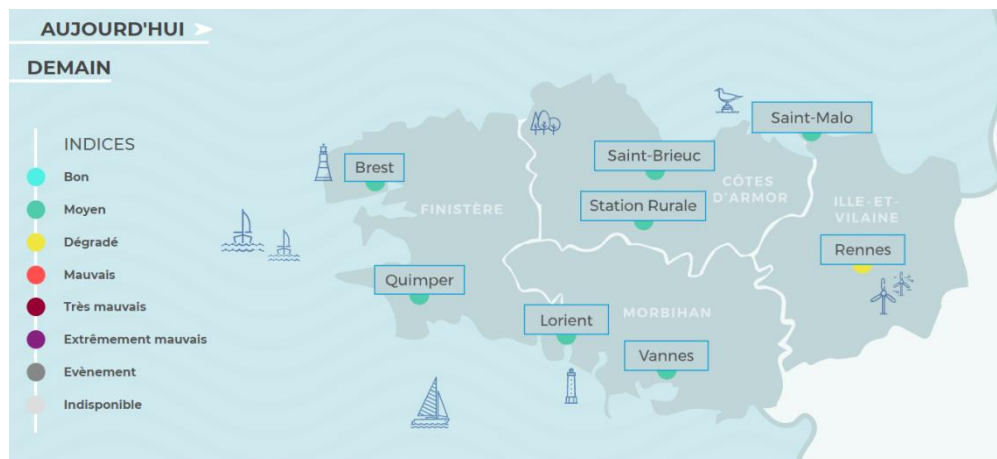 AUJOURD'HUI
DEMAIN
INDICES
Bon
Moyen
Dégradé
Mauvais
Très mauvais
Extrêmement mauvais
Evènement
Indisponible
Saint-Malo
Saint-Brieuc
Brest
CÔTES
D'ARMOR
Station Rurale
FINISTÈRE
ILLE-ET-
VILAINE
Rennes
Quimper
Lorient
MORBIHAN
Vannes